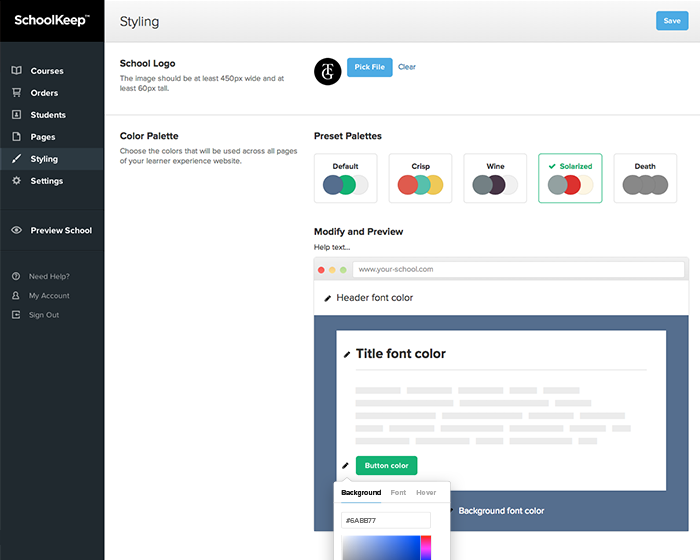 SchoolKeep™
Styling
Save
Courses
Orders
Students
Pages
Styling
Settings
Preview School
Need Help?
My Account
Sign Out
School Logo
The image should be at least 450px wide and at
least 60px tall.
TG
Pick File
Clear
Color Palette
Choose the colors that will be used across all pages
of your learner experience website.
Preset Palettes
Default
Crisp
Wine
Solarized
Death
Modify and Preview
Help text...
www.your-school.com
Header font color
Title font color
Button color
Background
Font
Hover
#6ABB77
Background font color